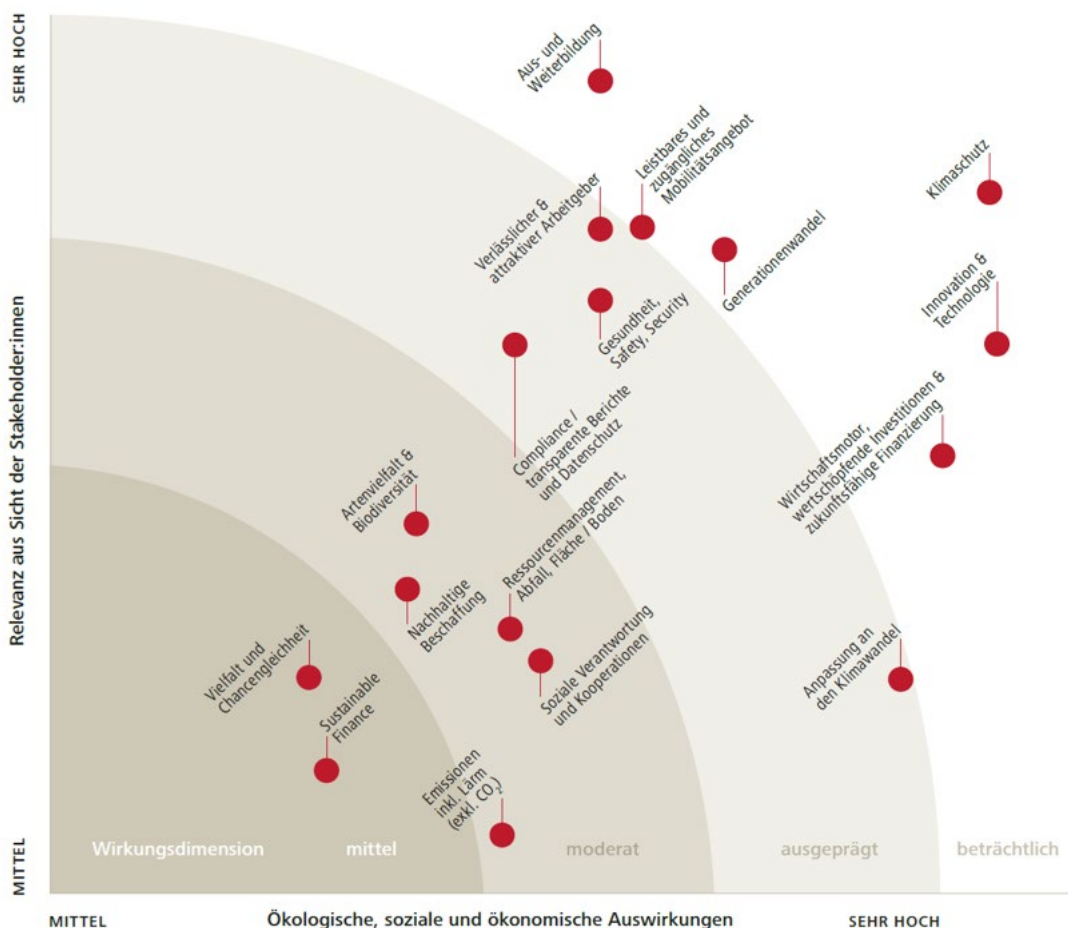 SEHR HOCH
Relevanz aus Sicht der Stakeholder:innen
MITTEL
Aus- und
Weiterbildung
Leistbares und
zugängliches
Mobilitätsangebot
Klimaschutz
Verlässlicher &
attraktiver Arbeitgeber
Generationenwandel
Innovation &
Technologie
Gesundheit,
Safety, Security
Compliance /
transparente Berichte
und Datenschutz
Wirtschaftsmotor,
wertschöpfende Investitionen &
zukunftsfähige Finanzierung
Artenvielfalt &
Biodiversität
Ressourcenmanagement,
Abfall, Fläche / Boden
Nachhaltige
Beschaffung
Soziale Verantwortung
und Kooperationen
Vielfalt und
Chancengleichheit
Anpassung an
den Klimawandel
Sustainable
Finance
Emissionen
inkl. Lärm
(exkl. CO₂)
Wirkungsdimension mittel moderat ausgeprägt beträchtlich
MITTEL Ökologische, soziale und ökonomische Auswirkungen SEHR HOCH